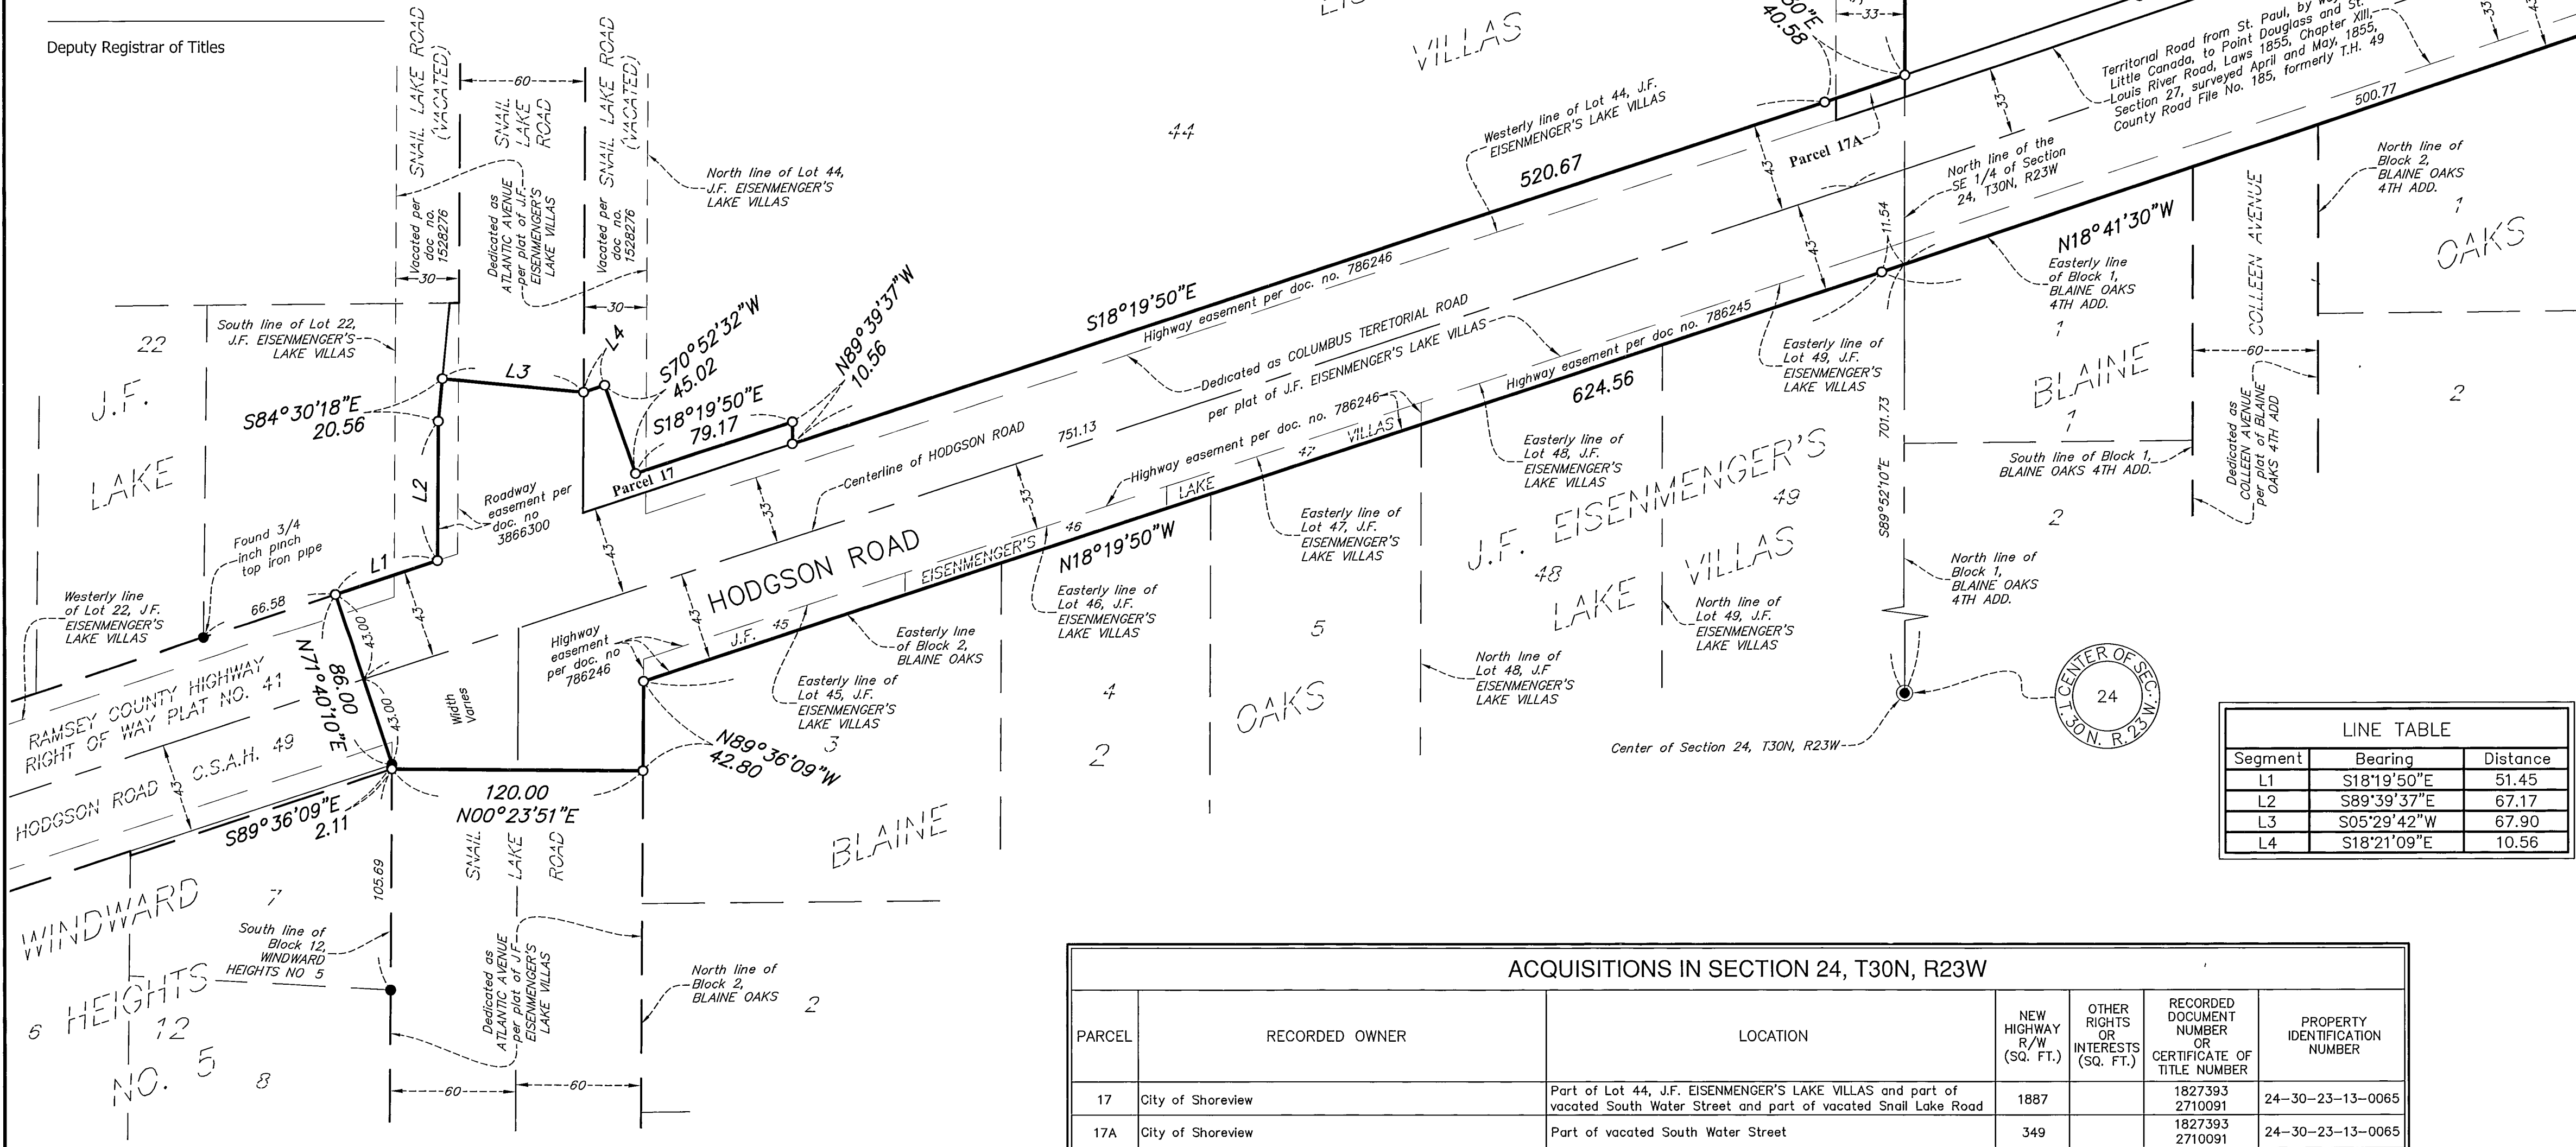 Deputy Registrar of Titles
SNAIL LAKE ROAD
(VACATED)
60
SNAIL
LAKE
ROAD
SNAIL LAKE ROAD
(VACATED)
Vacated per
doc no.
1528276
30
Dedicated as
ATLANTIC AVENUE
per plat of J.F.
EISENMENGER'S
LAKE VILLAS
Vacated per
doc no.
1528276
30
North line of Lot 44,
J.F. EISENMENGER'S
LAKE VILLAS
VILLAS
44
40.58
33
Westerly line of Lot 44, J.F.
EISENMENGER'S LAKE VILLAS
520.67
Parcel 17A
43
33
Territorial Road from St. Paul, by way
Little Canada, to Point Douglass and St.
Louis River Road, Laws 1855, Chapter XIII,
Section 27, surveyed April and May, 1855,
County Road File No. 185, formerly T.H. 49
33
500.77
North line of the
SE 1/4 of Section
24, T30N, R23W
North line of
Block 2,
BLAINE OAKS
4TH ADD.
1
OAKS
COLLEEN AVENUE
N18°41'30"W
Easterly line
of Block 1,
BLAINE OAKS
4TH ADD.
1
BLAINE
1
60
2
Dedicated as
COLLEEN AVENUE
per plat of BLAINE
OAKS 4TH ADD
South line of Block 1,
BLAINE OAKS 4TH ADD.
2
11.54
43
S89°52'10"E 701.73
North line of
Block 1,
BLAINE OAKS
4TH ADD.
22
South line of Lot 22,
J.F. EISENMENGER'S
LAKE VILLAS
J.F.
LAKE
S84°30'18"E
20.56
L3
L4
L2
L1
S70°52'32"W
45.02
S18°19'50"E
79.17
N89°39'37"W
10.56
Parcel 17
Roadway
easement per
doc. no
3866300
Found 3/4
inch pinch
top iron pipe
Westerly line
of Lot 22, J.F.
EISENMENGER'S
LAKE VILLAS
66.58
S18°19'50"E
Highway easement per doc. no. 786246
Dedicated as COLUMBUS TERETORIAL ROAD
per plat of J.F. EISENMENGER'S LAKE VILLAS
Highway easement per doc no. 786245
624.56
Easterly line of
Lot 49, J.F.
EISENMENGER'S
LAKE VILLAS
Centerline of HODGSON ROAD
751.13
Highway easement per doc. no. 786246
VILLAS
47
LAKE
46
EISENMENGER'S
J.F.
45
33
33
43
43
43
HODGSON ROAD
N18°19'50"W
Easterly line of
Lot 48, J.F.
EISENMENGER'S
LAKE VILLAS
Easterly line of
Lot 47, J.F.
EISENMENGER'S
LAKE VILLAS
Easterly line of
Lot 46, J.F.
EISENMENGER'S
LAKE VILLAS
Easterly line
of Block 2,
BLAINE OAKS
Easterly line of
Lot 45, J.F.
EISENMENGER'S
LAKE VILLAS
3
4
5
2
OAKS
BLAINE
J.F. EISENMENGER'S
48
49
LAKE
VILLAS
North line of
Lot 49, J.F.
EISENMENGER'S
LAKE VILLAS
North line of
Lot 48, J.F
EISENMENGER'S
LAKE VILLAS
Center of Section 24, T30N, R23W
CENTER OF SEC.
24
T.30 N. R.23 W.
Highway
easement
per doc. no
786246
43.00
43.00
86.00
N71°40'10"E
Width
Varies
RAMSEY COUNTY HIGHWAY
RIGHT OF WAY PLAT NO. 41
HODGSON ROAD C.S.A.H. 49
43
S89°36'09"E
2.11
N89°36'09"W
42.80
120.00
N00°23'51"E
SNAIL
LAKE
ROAD
105.69
WINDWARD
HEIGHTS
NO. 5
7
6
12
8
South line of
Block 12,
WINDWARD
HEIGHTS NO 5
Dedicated as
ATLANTIC AVENUE
per plat of J.F
EISENMENGER'S
LAKE VILLAS
60
60
North line of
Block 2,
BLAINE OAKS
2
LINE TABLE
Segment Bearing Distance
L1 S18°19'50"E 51.45
L2 S89°39'37"E 67.17
L3 S05°29'42"W 67.90
L4 S18°21'09"E 10.56
ACQUISITIONS IN SECTION 24, T30N, R23W
PARCEL
RECORDED OWNER
LOCATION
NEW
HIGHWAY
R/W
(SQ. FT.)
OTHER
RIGHTS
OR
INTERESTS
(SQ. FT.)
RECORDED
DOCUMENT
NUMBER
OR
CERTIFICATE OF
TITLE NUMBER
PROPERTY
IDENTIFICATION
NUMBER
17
City of Shoreview
Part of Lot 44, J.F. EISENMENGER'S LAKE VILLAS and part of
vacated South Water Street and part of vacated Snail Lake Road
1887
1827393
2710091
24-30-23-13-0065
17A
City of Shoreview
Part of vacated South Water Street
349
1827393
2710091
24-30-23-13-0065